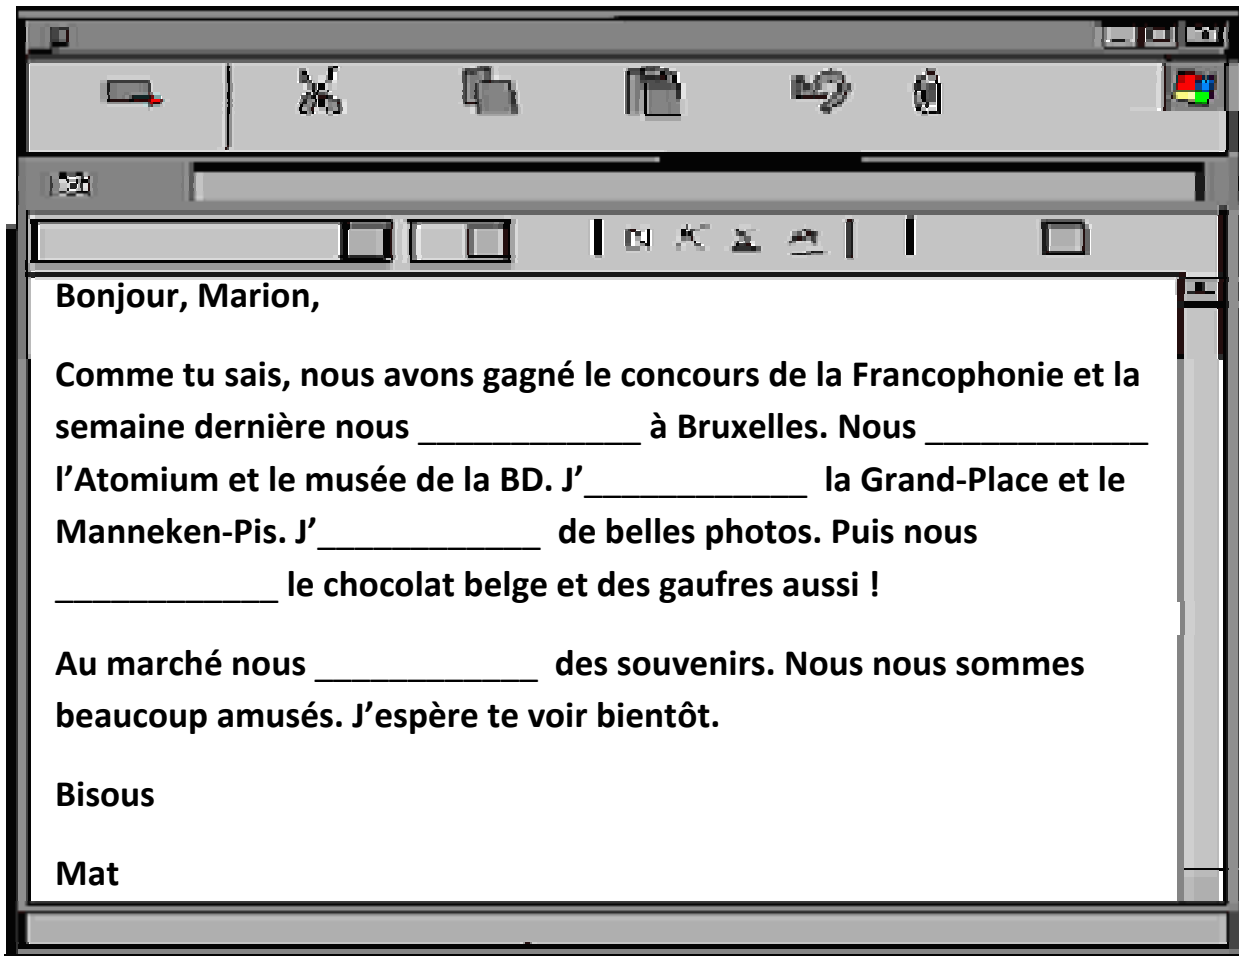 Bonjour, Marion,
Comme tu sais, nous avons gagné le concours de la Francophonie et la
semaine dernière nous ____________ à Bruxelles. Nous ____________
l’Atomium et le musée de la BD. J’____________ la Grand-Place et le
Manneken-Pis. J’____________ de belles photos. Puis nous
____________ le chocolat belge et des gaufres aussi !
Au marché nous ____________ des souvenirs. Nous nous sommes
beaucoup amusés. J’espère te voir bientôt.
Bisous
Mat